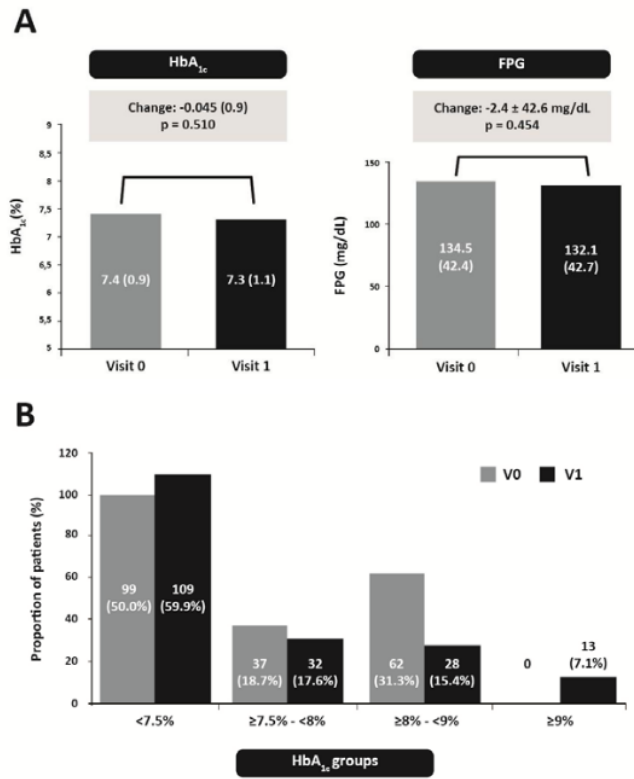 A
HbA1c
Change: -0.045 (0.9)
p = 0.510
HbA1c(%)
9
8,5
8
7,5
7
6,5
6
5,5
5
7.4 (0.9)
7.3 (1.1)
Visit 0
Visit 1
FPG
Change: -2.4 ± 42.6 mg/dL
p = 0.454
FPG (mg/dL)
150
100
50
0
134.5
(42.4)
132.1
(42.7)
Visit 0
Visit 1
B
Proportion of patients (%)
120
100
80
60
40
20
0
V0
V1
99
(50.0%)
109
(59.9%)
37
(18.7%)
32
(17.6%)
62
(31.3%)
28
(15.4%)
0
13
(7.1%)
<7.5%
≥7.5% - <8%
≥8% - <9%
≥9%
HbA1c groups